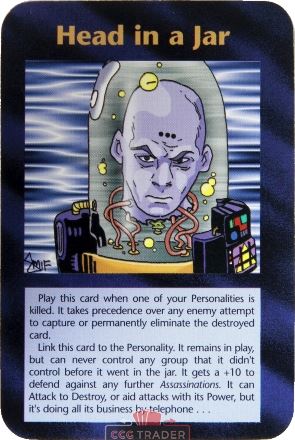 Head in a Jar
SMIF
Play this card when one of your Personalities is
killed. It takes precedence over any enemy attempt
to capture or permanently eliminate the destroyed
card.
Link this card to the Personality. It remains in play,
but can never control any group that it didn't
control before it went in the jar. It gets a +10 to
defend against any further Assassinations. It can
Attack to Destroy, or aid attacks with its Power, but
it's doing all its business by telephone . . .
CCG TRADER